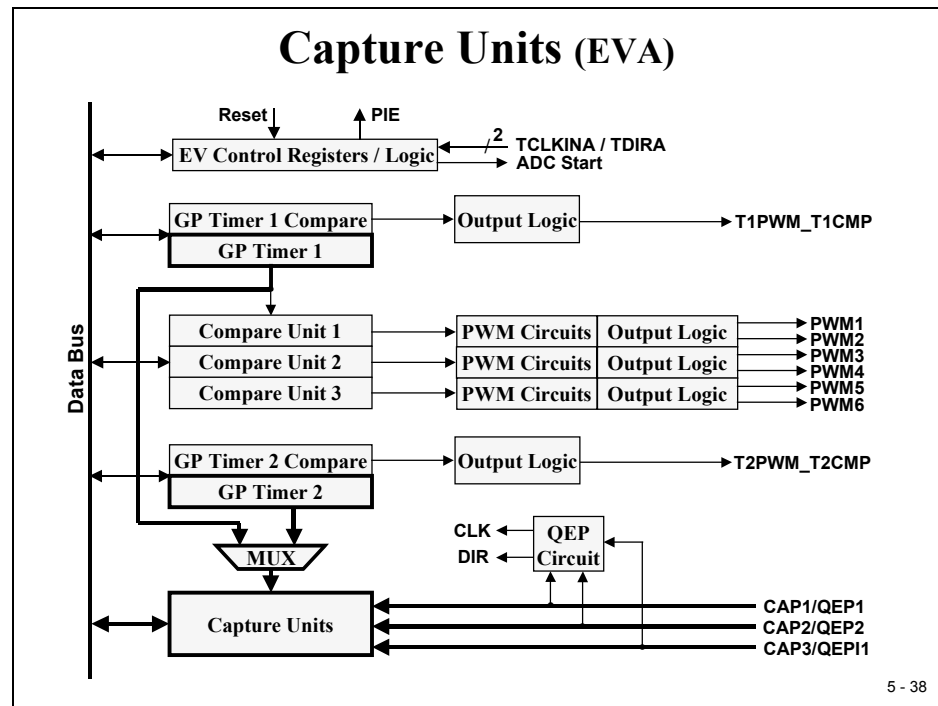 Capture Units (EVA)
Reset
PIE
2
TCLKINA / TDIRA
EV Control Registers / Logic
ADC Start
GP Timer 1 Compare
Output Logic
T1PWM_T1CMP
GP Timer 1
Data Bus
Compare Unit 1
PWM Circuits
Output Logic
PWM1
PWM2
Compare Unit 2
PWM Circuits
Output Logic
PWM3
PWM4
Compare Unit 3
PWM Circuits
Output Logic
PWM5
PWM6
GP Timer 2 Compare
Output Logic
T2PWM_T2CMP
GP Timer 2
CLK
DIR
QEP
Circuit
MUX
Capture Units
CAP1/QEP1
CAP2/QEP2
CAP3/QEPI1
5 - 38